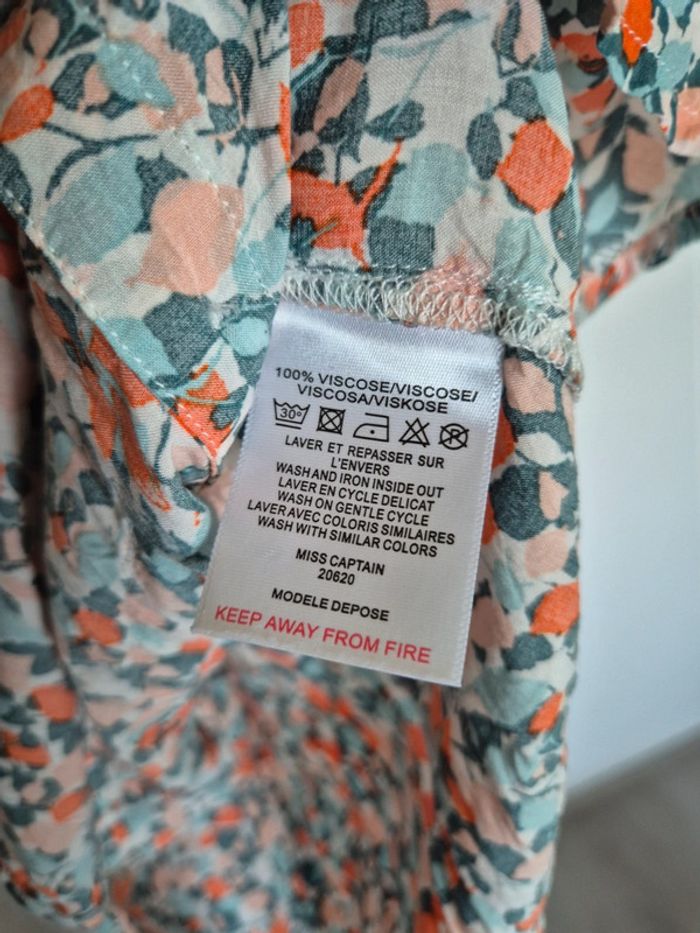 100% VISCOSE/VISCOSE/
VISCOSA/VISKOSE
30°
LAVER ET REPASSER SUR
L'ENVERS
WASH AND IRON INSIDE OUT
LAVER EN CYCLE DELICAT
WASH ON GENTLE CYCLE
LAVER AVEC COLORIS SIMILAIRES
WASH WITH SIMILAR COLORS
MISS CAPTAIN
20620
MODELE DEPOSE
KEEP AWAY FROM FIRE